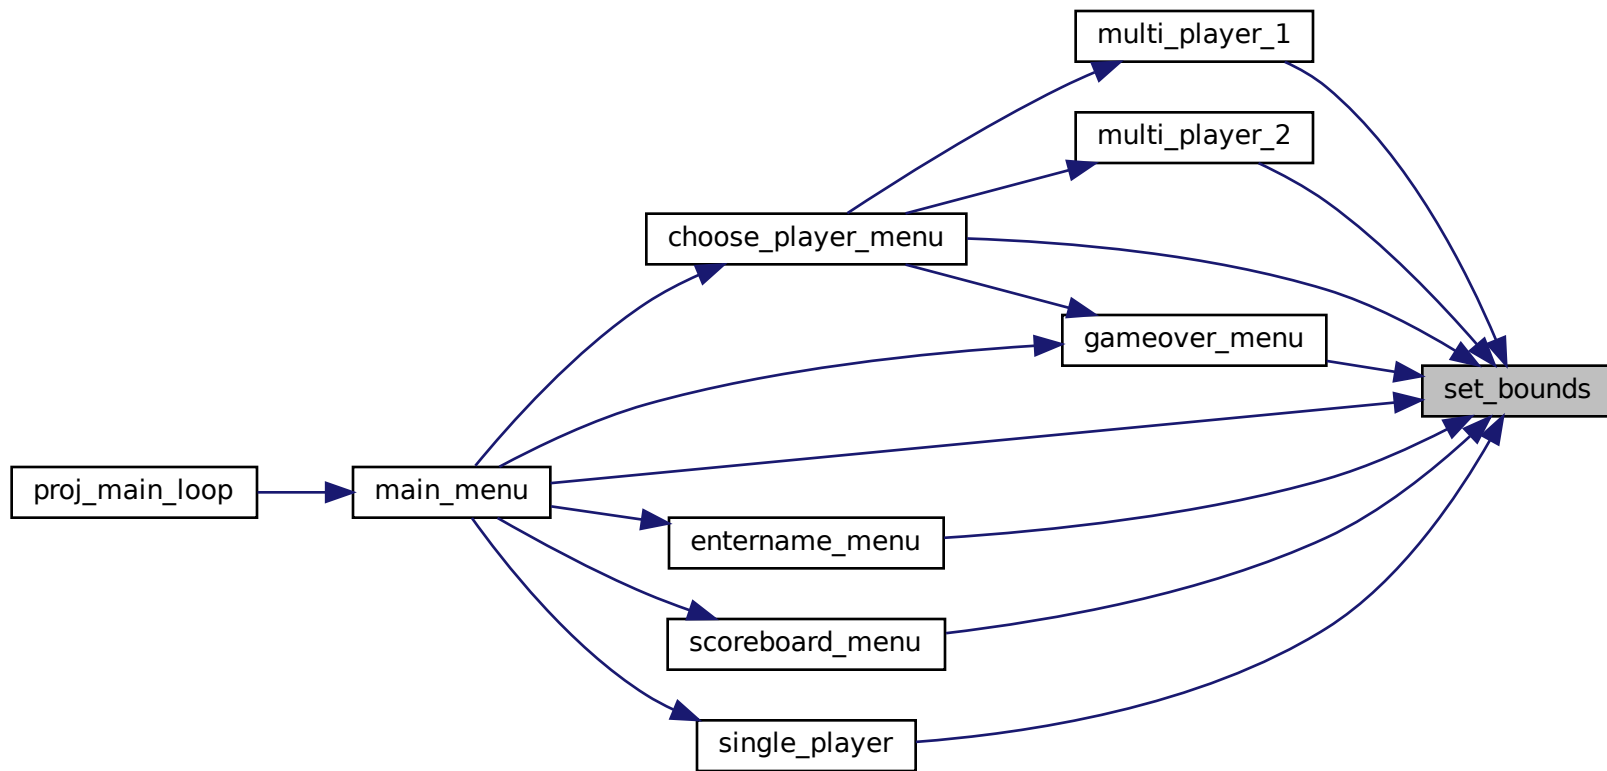 multi_player_1
multi_player_2
choose_player_menu
gameover_menu
set_bounds
proj_main_loop
main_menu
entername_menu
scoreboard_menu
single_player